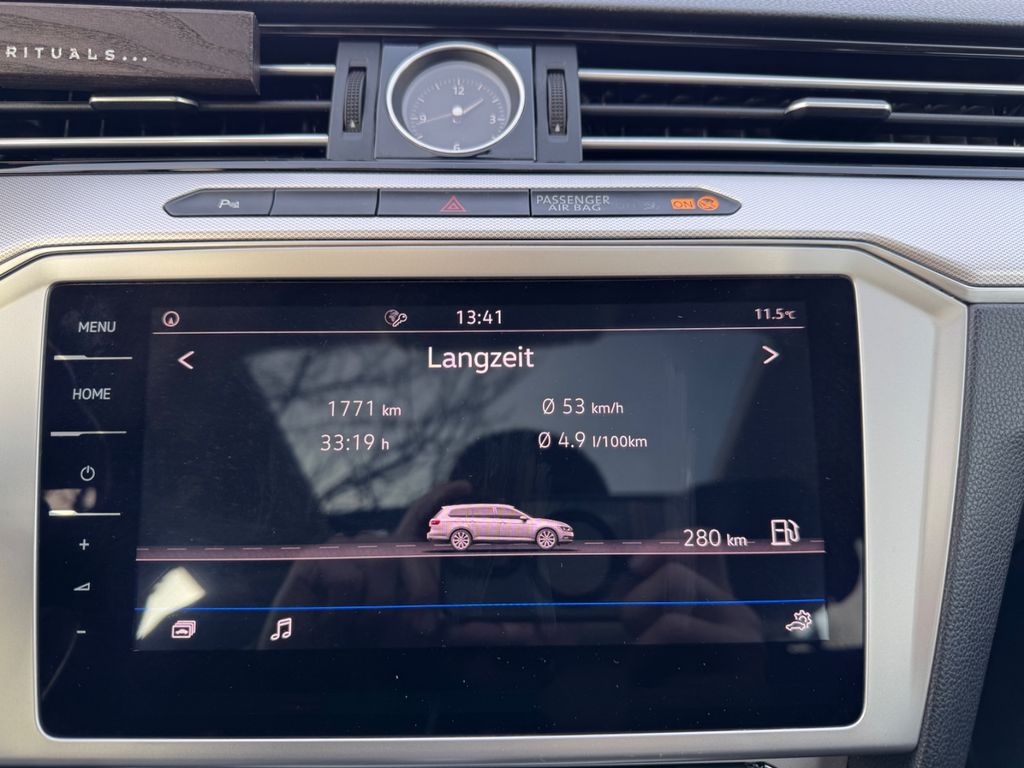 RITUALS...
12
9 3
6
PASSENGER
AIR BAG ON
MENU
HOME
13:41 11.5°C
< Langzeit >
1771 km Ø 53 km/h
33:19 h Ø 4.9 l/100km
280 km
+
-